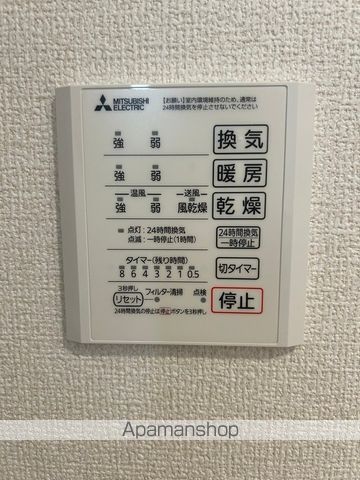 MITSUBISHI ELECTRIC
【お願い】室内環境維持のため、通常は
24時間換気を停止させないでください
強 弱 換気
強 弱 暖房
温風 送風
強 弱 風乾燥 乾燥
点灯：24時間換気
点滅：一時停止(1時間)
24時間換気
一時停止
タイマー(残り時間)
8 6 4 3 2 1 0.5
切タイマー
3秒押し
リセット フィルター清掃 点検
停止
24時間換気の停止は停止ボタンを3秒押し
Apamanshop